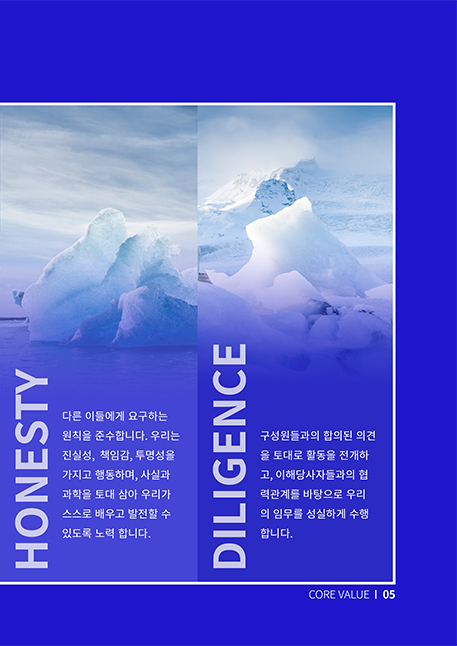 HONESTY
다른 이들에게 요구하는
원칙을 준수합니다. 우리는
진실성, 책임감, 투명성을
가지고 행동하며, 사실과
과학을 토대 삼아 우리가
스스로 배우고 발전할 수
있도록 노력 합니다.
DILIGENCE
구성원들과의 합의된 의견
을 토대로 활동을 전개하
고, 이해당사자들과의 협
력관계를 바탕으로 우리
의 임무를 성실하게 수행
합니다.
CORE VALUE I 05